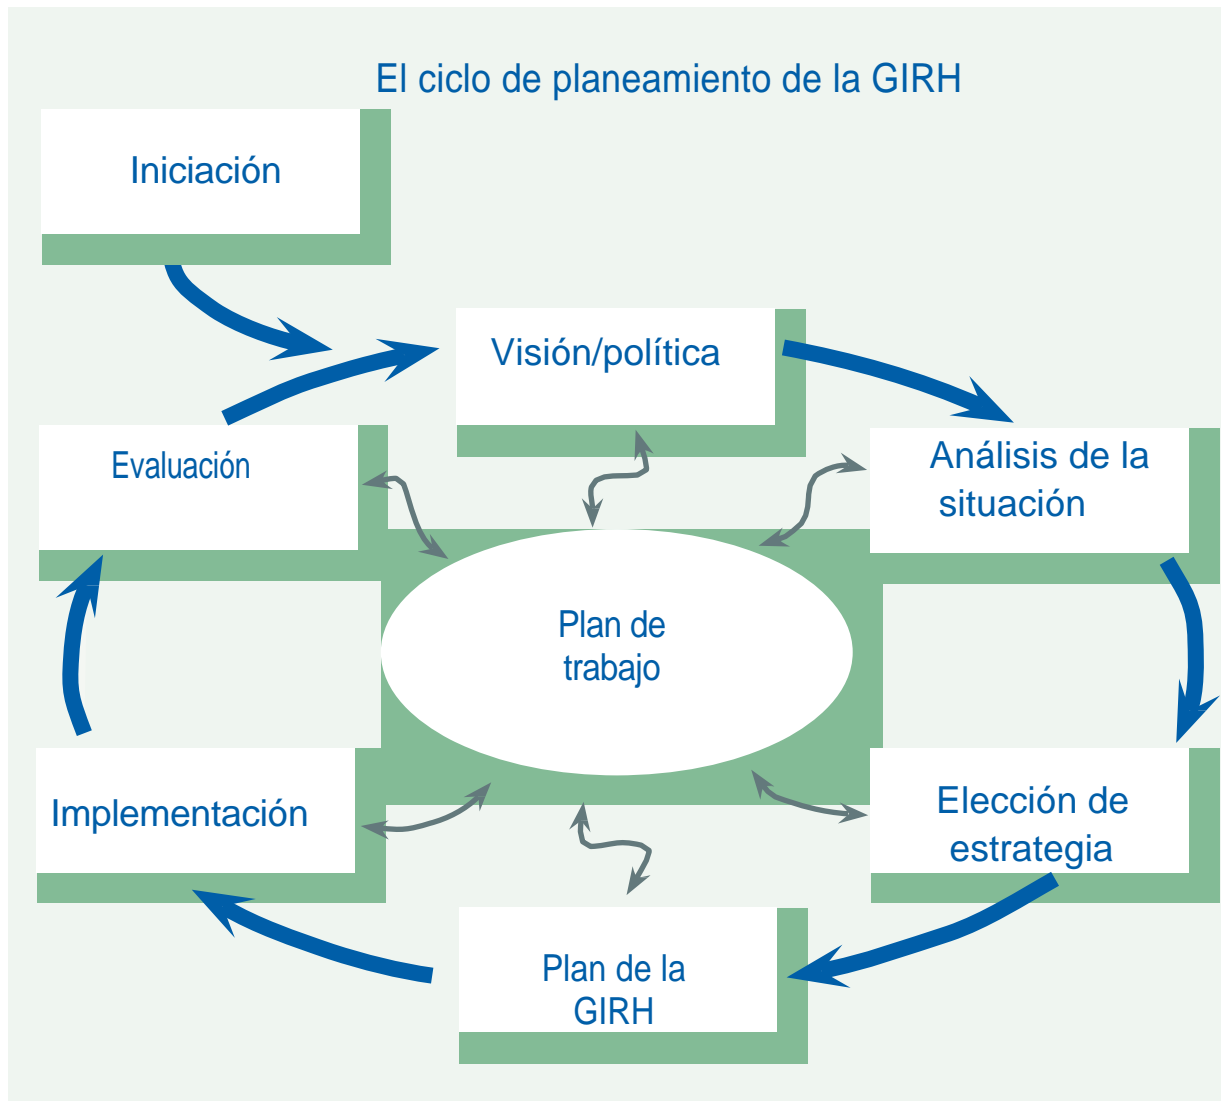 El ciclo de planeamiento de la GIRH
Iniciación
Visión/política
Evaluación
Análisis de la
situación
Plan de
trabajo
Implementación
Elección de
estrategia
Plan de la
GIRH